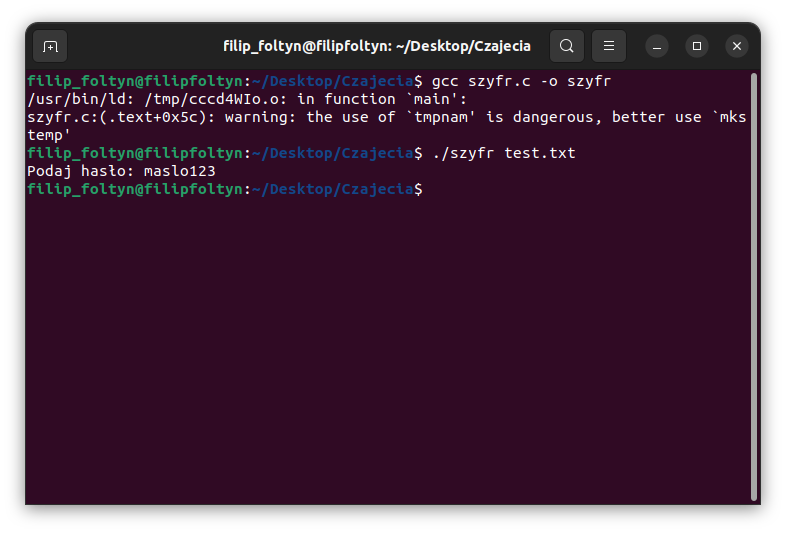 filip_foltyn@filipfoltyn: ~/Desktop/Czajecia
filip_foltyn@filipfoltyn:~/Desktop/Czajecia$ gcc szyfr.c -o szyfr
/usr/bin/ld: /tmp/cccd4WIo.o: in function `main':
szyfr.c:(.text+0x5c): warning: the use of `tmpnam' is dangerous, better use `mks
temp'
filip_foltyn@filipfoltyn:~/Desktop/Czajecia$ ./szyfr test.txt
Podaj hasło: maslo123
filip_foltyn@filipfoltyn:~/Desktop/Czajecia$